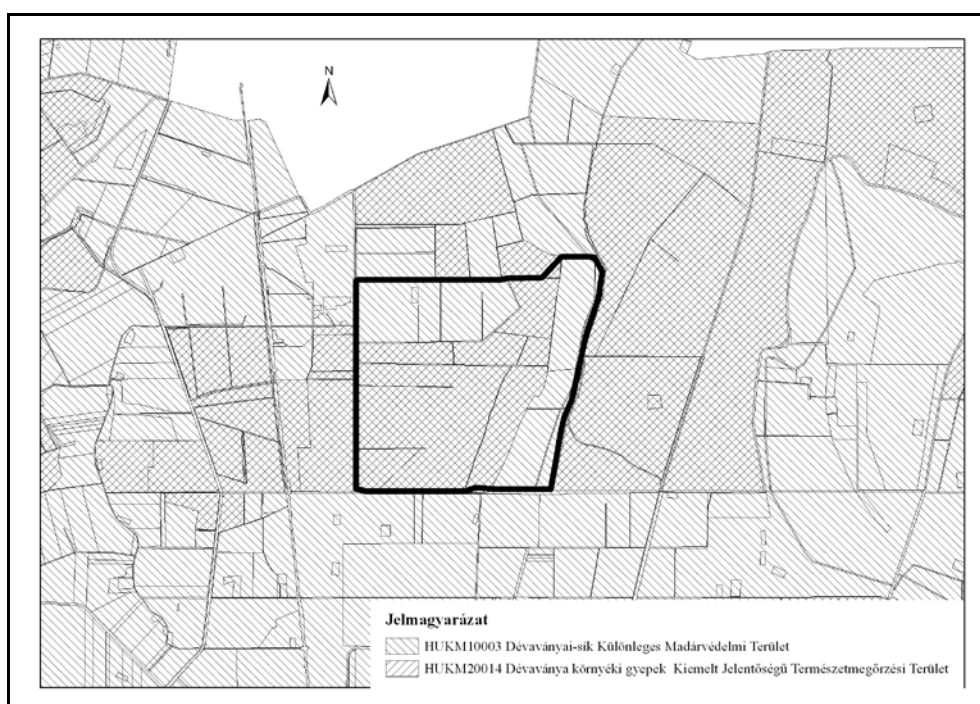 N
Jelmagyarázat
HUKM10003 Dévaványai-sík Különleges Madárvédelmi Terület
HUKM20014 Dévaványa környéki gyepek Kiemelt Jelentőségű Természetmegőrzési Terület